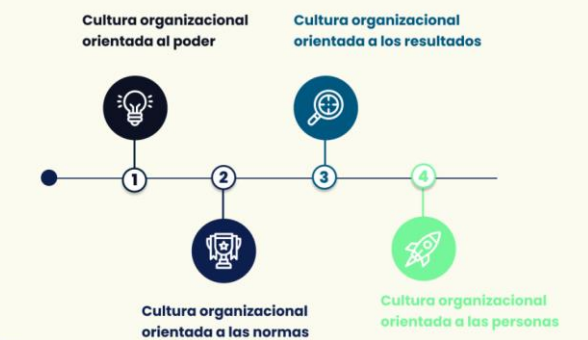 Cultura organizacional
orientada al poder
Cultura organizacional
orientada a los resultados
1
2
3
4
Cultura organizacional
orientada a las normas
Cultura organizacional
orientada a las personas